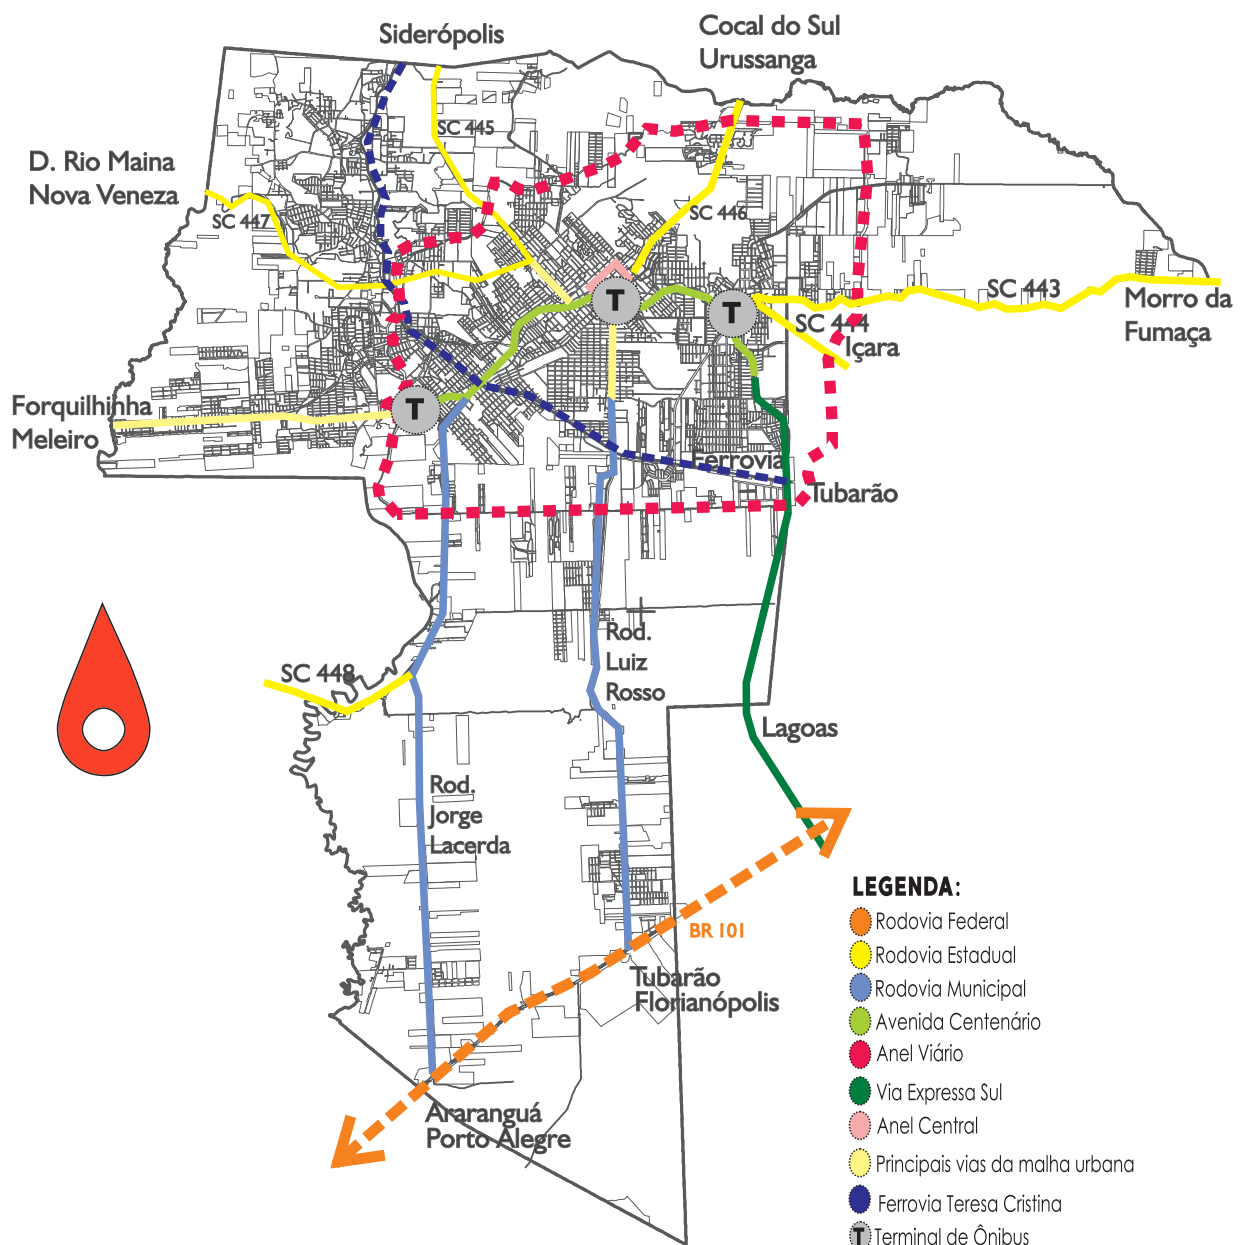 Siderópolis
Cocal do Sul
Urussanga
SC 445
D. Rio Maina
Nova Veneza
SC 447
SC 446
T
T
SC 443
Morro da
Fumaça
SC 444
Içara
Forquilhinha
Meleiro
T
Ferrovia
Tubarão
Rod.
Luiz
Rosso
SC 448
Lagoas
Rod.
Jorge
Lacerda
BR 101
Tubarão
Florianópolis
Araranguá
Porto Alegre
LEGENDA:
Rodovia Federal
Rodovia Estadual
Rodovia Municipal
Avenida Centenário
Anel Viário
Via Expressa Sul
Anel Central
Principais vias da malha urbana
Ferrovia Teresa Cristina
T Terminal de Ônibus